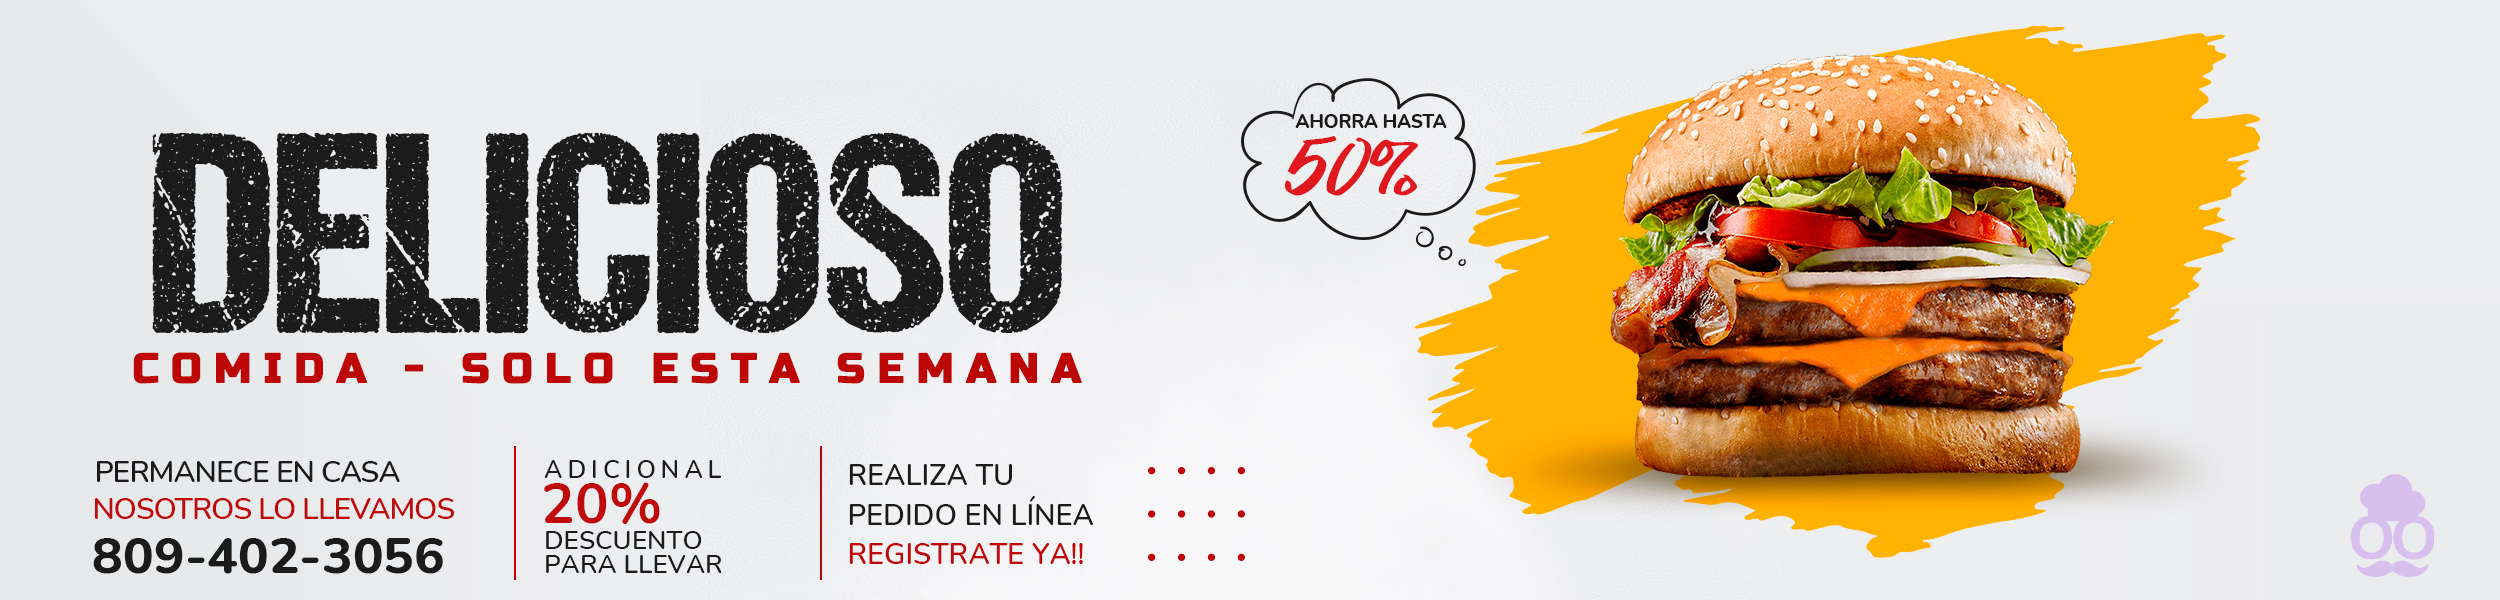 DELICIOSO
COMIDA - SOLO ESTA SEMANA
AHORRA HASTA
50%
PERMANECE EN CASA
NOSOTROS LO LLEVAMOS
809-402-3056
ADICIONAL
20%
DESCUENTO
PARA LLEVAR
REALIZA TU
PEDIDO EN LÍNEA
REGISTRATE YA!!